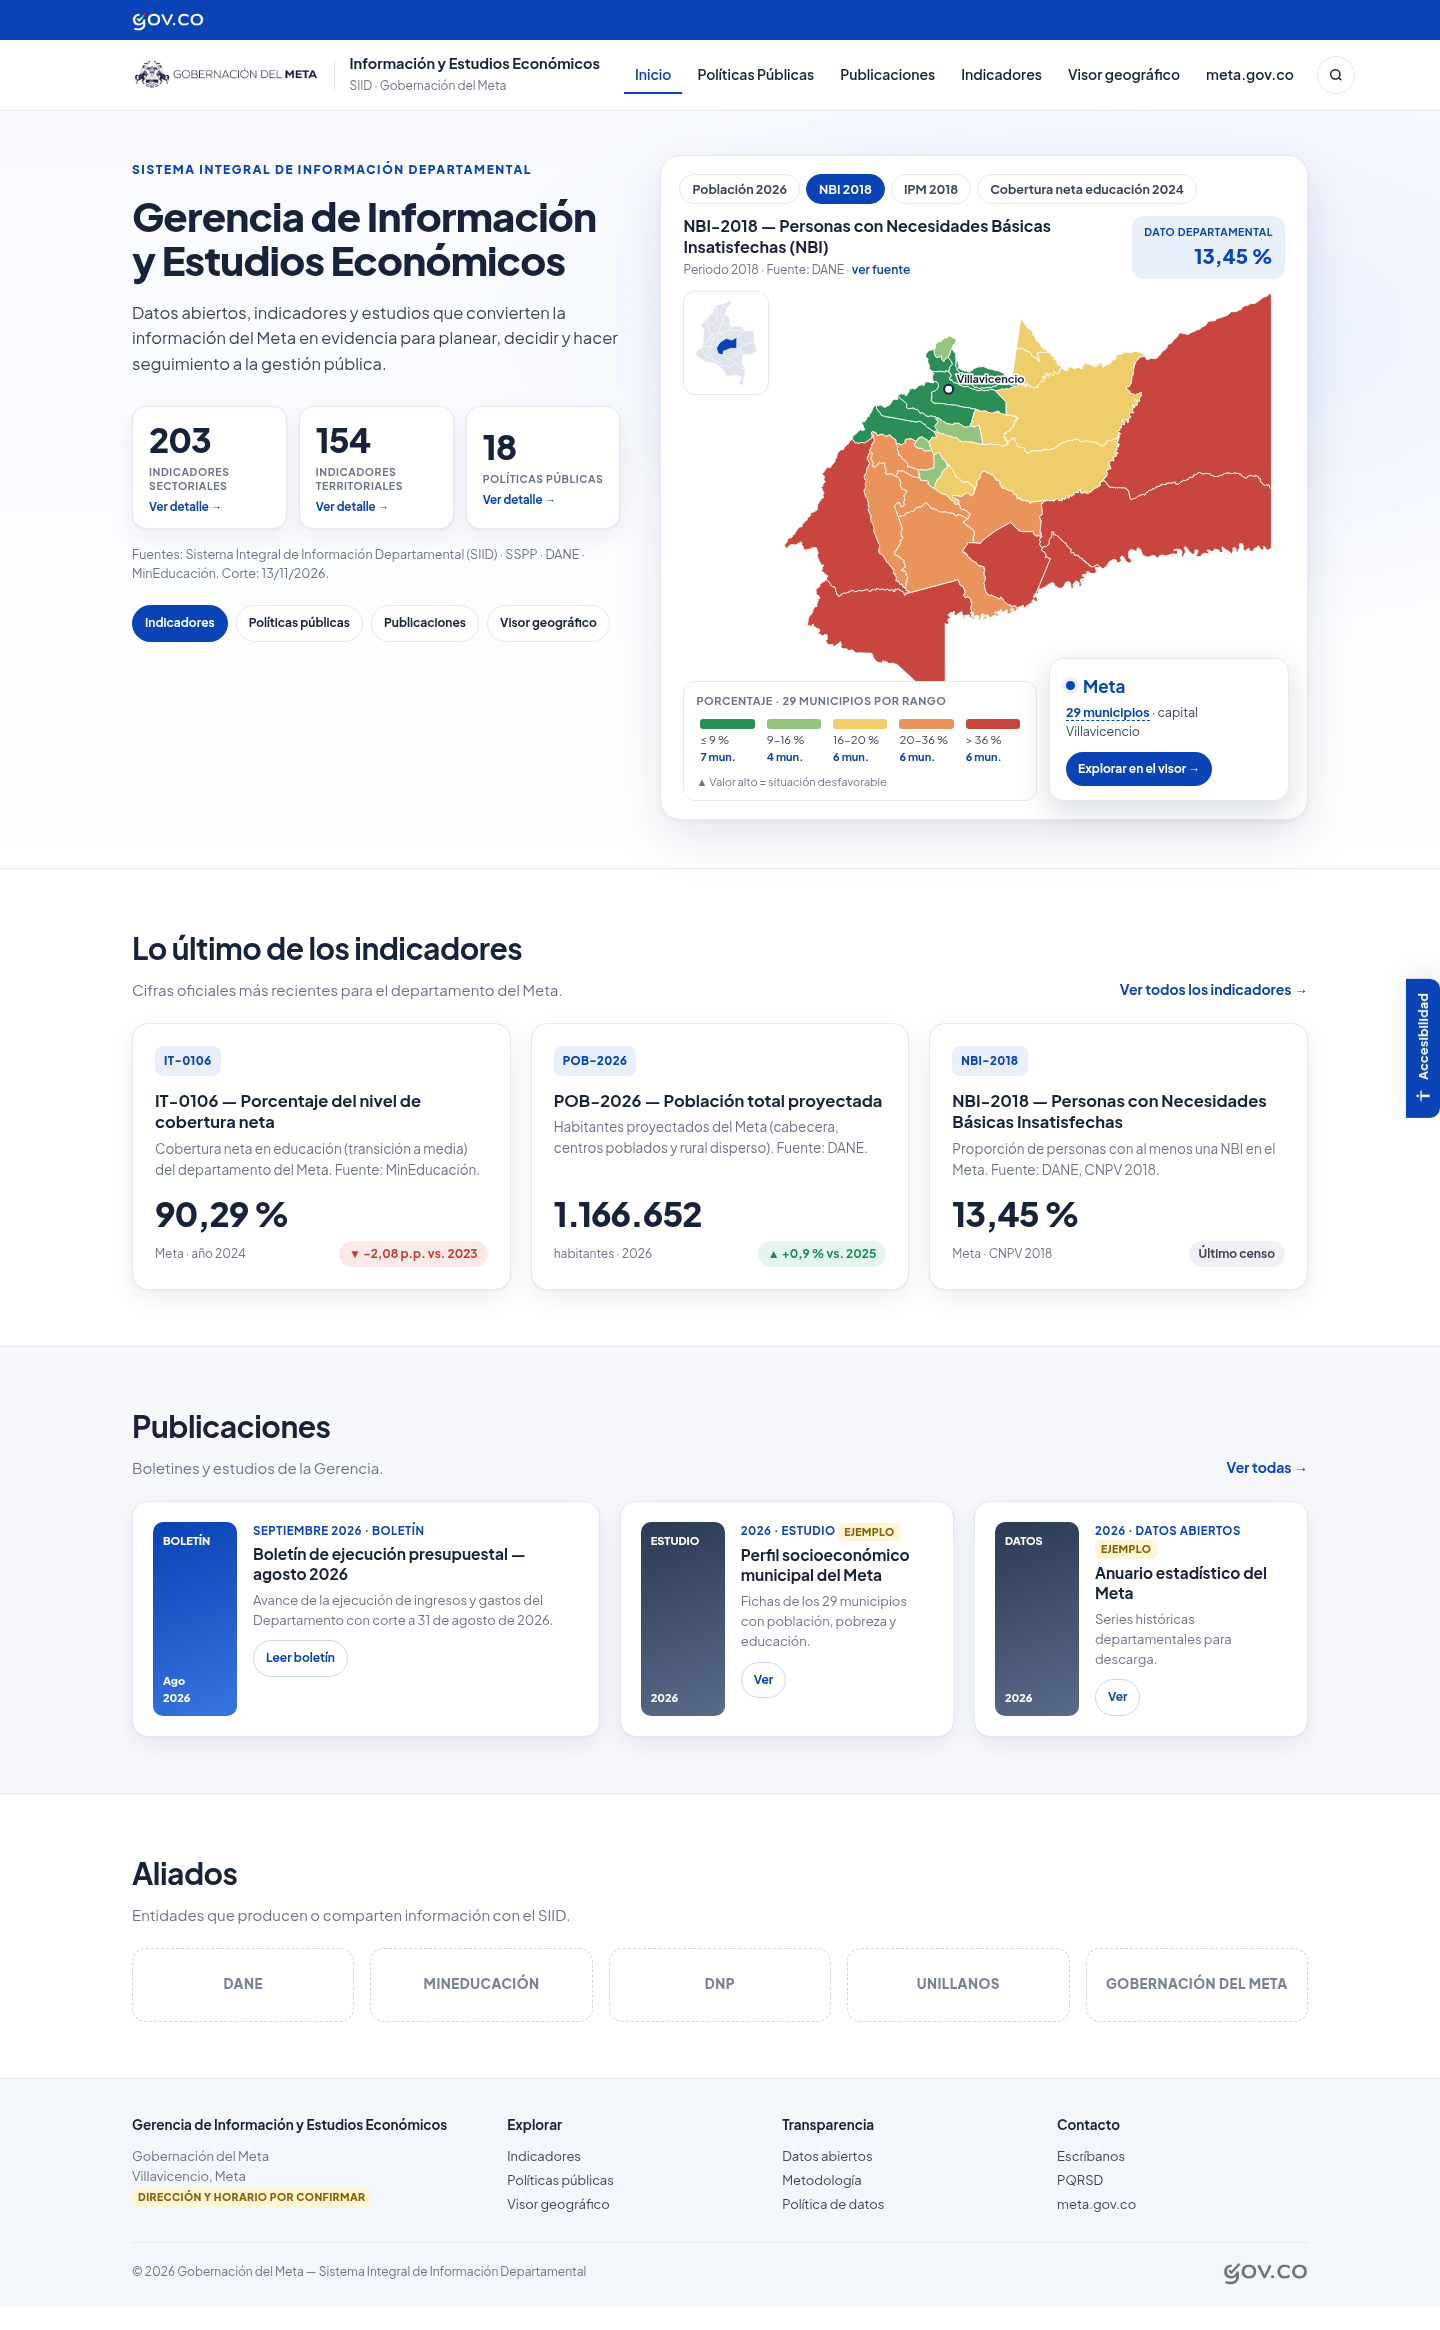 GOV.CO
GOBERNACIÓN DEL META
Información y Estudios Económicos
SIID · Gobernación del Meta
Inicio
Políticas Públicas
Publicaciones
Indicadores
Visor geográfico
meta.gov.co
SISTEMA INTEGRAL DE INFORMACIÓN DEPARTAMENTAL
Gerencia de Información
y Estudios Económicos
Datos abiertos, indicadores y estudios que convierten la
información del Meta en evidencia para planear, decidir y hacer
seguimiento a la gestión pública.
203
INDICADORES
SECTORIALES
Ver detalle →
154
INDICADORES
TERRITORIALES
Ver detalle →
18
POLÍTICAS PÚBLICAS
Ver detalle →
Fuentes: Sistema Integral de Información Departamental (SIID) · SSPP · DANE ·
MinEducación. Corte: 13/11/2026.
Indicadores
Políticas públicas
Publicaciones
Visor geográfico
Población 2026
NBI 2018
IPM 2018
Cobertura neta educación 2024
NBI-2018 — Personas con Necesidades Básicas
Insatisfechas (NBI)
Periodo 2018 · Fuente: DANE · ver fuente
DATO DEPARTAMENTAL
13,45 %
Villavicencio
PORCENTAJE · 29 MUNICIPIOS POR RANGO
≤ 9 %
9–16 %
16–20 %
20–36 %
> 36 %
7 mun.
4 mun.
6 mun.
6 mun.
6 mun.
▲ Valor alto = situación desfavorable
Meta
29 municipios · capital
Villavicencio
Explorar en el visor →
Lo último de los indicadores
Cifras oficiales más recientes para el departamento del Meta.
Ver todos los indicadores →
Accesibilidad
IT-0106
IT-0106 — Porcentaje del nivel de
cobertura neta
Cobertura neta en educación (transición a media)
del departamento del Meta. Fuente: MinEducación.
90,29 %
Meta · año 2024
▼ −2,08 p.p. vs. 2023
POB-2026
POB-2026 — Población total proyectada
Habitantes proyectados del Meta (cabecera,
centros poblados y rural disperso). Fuente: DANE.
1.166.652
habitantes · 2026
▲ +0,9 % vs. 2025
NBI-2018
NBI-2018 — Personas con Necesidades
Básicas Insatisfechas
Proporción de personas con al menos una NBI en el
Meta. Fuente: DANE, CNPV 2018.
13,45 %
Meta · CNPV 2018
Último censo
Publicaciones
Boletines y estudios de la Gerencia.
Ver todas →
BOLETÍN
Ago
2026
SEPTIEMBRE 2026 · BOLETÍN
Boletín de ejecución presupuestal —
agosto 2026
Avance de la ejecución de ingresos y gastos del
Departamento con corte a 31 de agosto de 2026.
Leer boletín
ESTUDIO
2026
2026 · ESTUDIO EJEMPLO
Perfil socioeconómico
municipal del Meta
Fichas de los 29 municipios
con población, pobreza y
educación.
Ver
DATOS
2026
2026 · DATOS ABIERTOS
EJEMPLO
Anuario estadístico del
Meta
Series históricas
departamentales para
descarga.
Ver
Aliados
Entidades que producen o comparten información con el SIID.
DANE
MINEDUCACIÓN
DNP
UNILLANOS
GOBERNACIÓN DEL META
Gerencia de Información y Estudios Económicos
Gobernación del Meta
Villavicencio, Meta
DIRECCIÓN Y HORARIO POR CONFIRMAR
Explorar
Indicadores
Políticas públicas
Visor geográfico
Transparencia
Datos abiertos
Metodología
Política de datos
Contacto
Escríbanos
PQRSD
meta.gov.co
© 2026 Gobernación del Meta — Sistema Integral de Información Departamental
GOV.CO